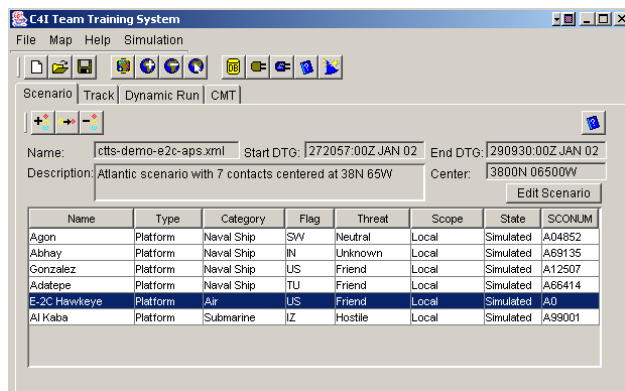 C4I Team Training System
File Map Help Simulation
DB
Scenario Track Dynamic Run CMT
Name: ctts-demo-e2c-aps.xml Start DTG: 272057:00Z JAN 02 End DTG: 290930:00Z JAN 02
Description: Atlantic scenario with 7 contacts centered at 38N 65W Center: 3800N 06500W
Edit Scenario
Name Type Category Flag Threat Scope State SCONUM
Agon Platform Naval Ship SW Neutral Local Simulated A04852
Abhay Platform Naval Ship IN Unknown Local Simulated A69135
Gonzalez Platform Naval Ship US Friend Local Simulated A12507
Adatepe Platform Naval Ship TU Friend Local Simulated A66414
E-2C Hawkeye Platform Air US Friend Local Simulated A0
Al Kaba Platform Submarine IZ Hostile Local Simulated A99001